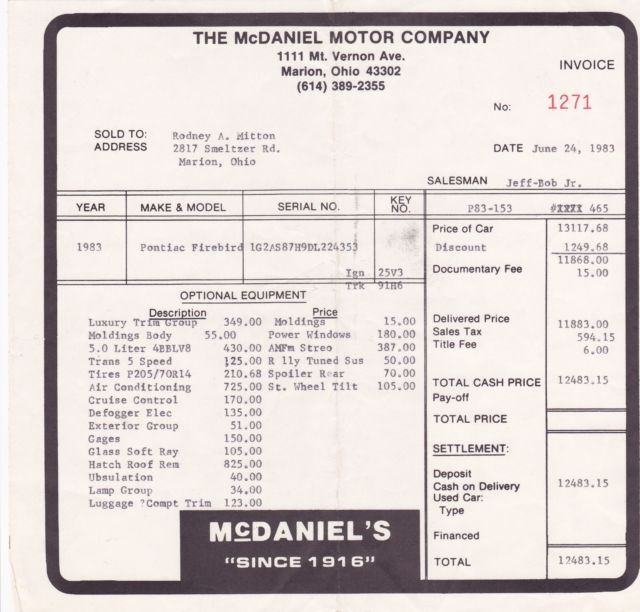 THE McDANIEL MOTOR COMPANY
1111 Mt. Vernon Ave.
Marion, Ohio 43302
(614) 389-2355
INVOICE
No: 1271
SOLD TO: Rodney A. Mitton
ADDRESS 2817 Smeltzer Rd.
Marion, Ohio
DATE June 24, 1983
SALESMAN Jeff-Bob Jr.
YEAR MAKE & MODEL SERIAL NO. KEY NO. P83-153 #XXXX 465
1983 Pontiac Firebird 1G2AS87H9DL224353
Ign 25V3
Trk 91H6
Price of Car 13117.68
Discount 1249.68
11868.00
Documentary Fee 15.00
Delivered Price 11883.00
Sales Tax 594.15
Title Fee 6.00
TOTAL CASH PRICE 12483.15
Pay-off
TOTAL PRICE
SETTLEMENT:
Deposit
Cash on Delivery 12483.15
Used Car:
Type
Financed
TOTAL 12483.15
OPTIONAL EQUIPMENT
Description Price
Luxury Trim Group 349.00 Moldings 15.00
Moldings Body 55.00 Power Windows 180.00
5.0 Liter 4BBLV8 430.00 AMFm Streo 387.00
Trans 5 Speed 125.00 R lly Tuned Sus 50.00
Tires P205/70R14 210.68 Spoiler Rear 70.00
Air Conditioning 725.00 St. Wheel Tilt 105.00
Cruise Control 170.00
Defogger Elec 135.00
Exterior Group 51.00
Gages 150.00
Glass Soft Ray 105.00
Hatch Roof Rem 825.00
Ubsulation 40.00
Lamp Group 34.00
Luggage ?Compt Trim 123.00
McDANIEL'S
"SINCE 1916"